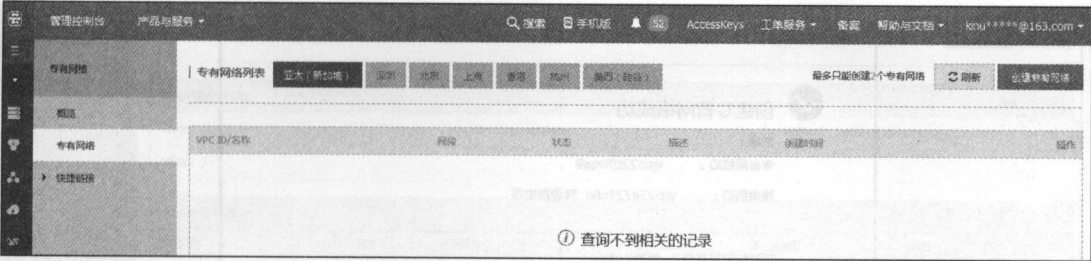 管理控制台 产品与服务 搜索 手机版 52 AccessKeys 工单服务 备案 帮助与文档 kinu*****@163.com
专有网络 专有网络列表 亚太（新加坡） 深圳 北京 上海 香港 杭州 美西（硅谷） 最多只能创建2个专有网络 刷新 创建专有网络
概览
VPC ID/名称 网段 状态 描述 创建时间 操作
专有网络
快捷链接
查询不到相关的记录